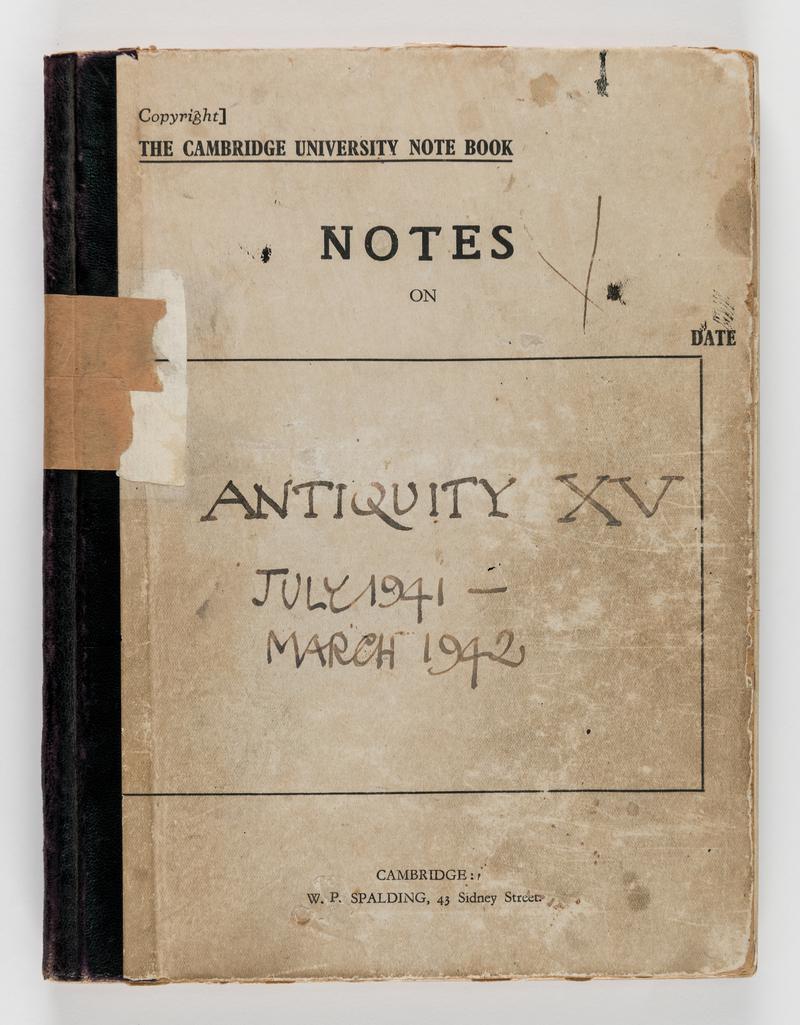 Copyright]
THE CAMBRIDGE UNIVERSITY NOTE BOOK
NOTES
ON
DATE
ANTIQUITY XV
JULY 1941 —
MARCH 1942
CAMBRIDGE:
W. P. SPALDING, 43 Sidney Street.